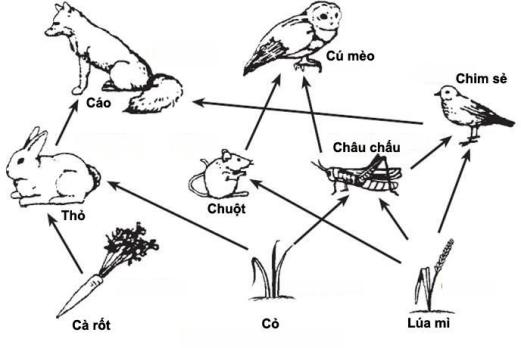 Cú mèo
Chim sẻ
Cáo
Châu chấu
Thỏ
Chuột
Cà rốt
Cỏ
Lúa mì